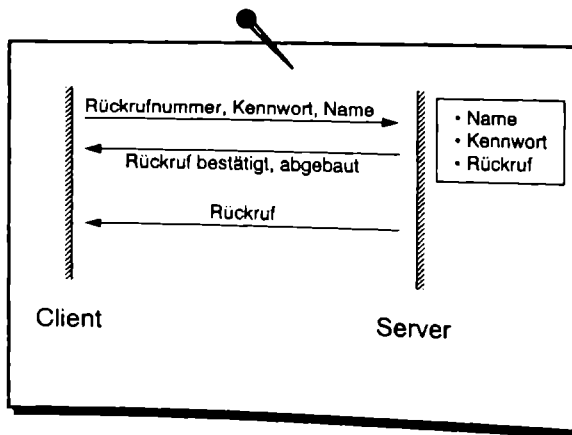 Rückrufnummer, Kennwort, Name
• Name
• Kennwort
• Rückruf
Rückruf bestätigt, abgebaut
Rückruf
Client
Server